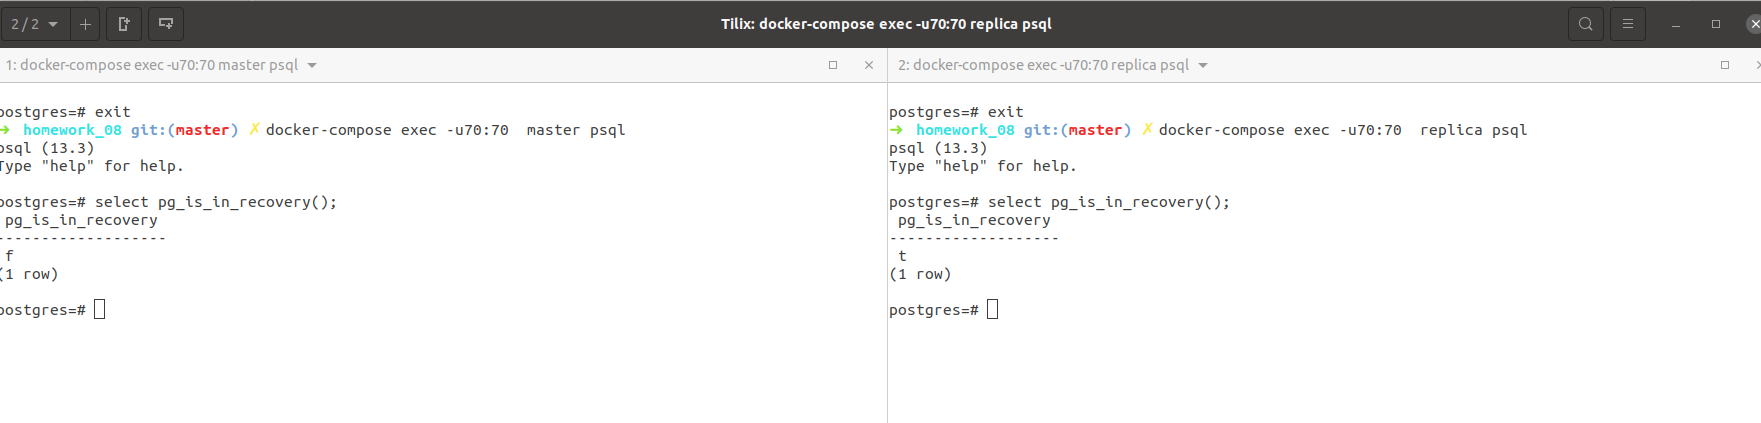 2 / 2
Tilix: docker-compose exec -u70:70 replica psql
1: docker-compose exec -u70:70 master psql
postgres=# exit
➜  homework_08 git:(master) ✗ docker-compose exec -u70:70  master psql
psql (13.3)
Type "help" for help.
postgres=# select pg_is_in_recovery();
 pg_is_in_recovery
-------------------
 f
(1 row)
postgres=#
2: docker-compose exec -u70:70 replica psql
postgres=# exit
➜  homework_08 git:(master) ✗ docker-compose exec -u70:70  replica psql
psql (13.3)
Type "help" for help.
postgres=# select pg_is_in_recovery();
 pg_is_in_recovery
-------------------
 t
(1 row)
postgres=#